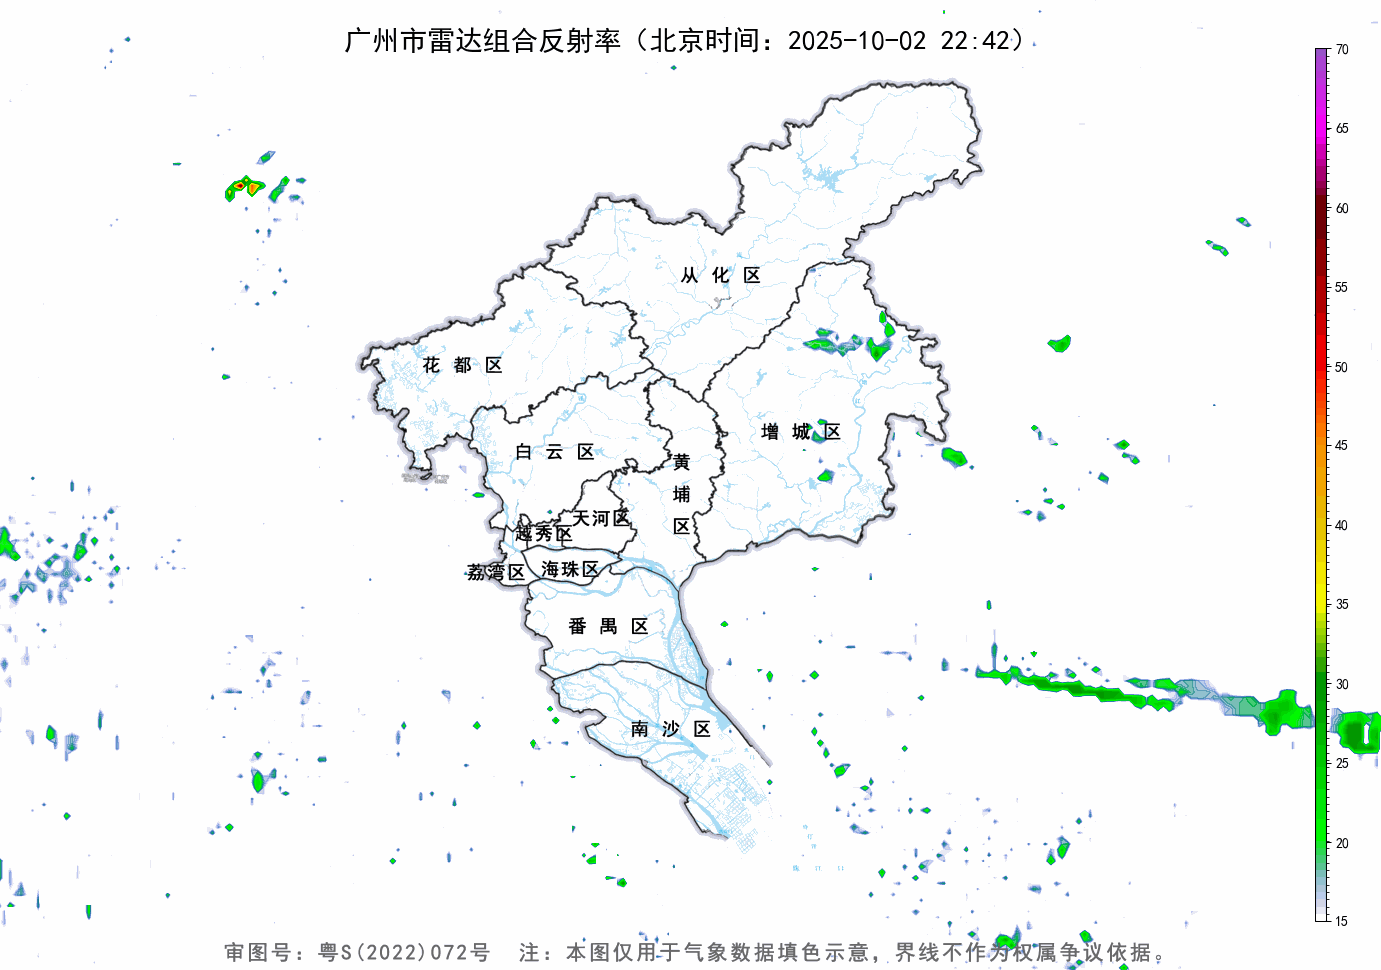 广州市雷达组合反射率（北京时间：2025-10-02 22:42）
70
65
60
55
50
45
40
35
30
25
20
15
从化区
花都区
增城区
白云区
黄埔区
天河区
越秀区
荔湾区
海珠区
番禺区
南沙区
审图号：粤S(2022)072号 注：本图仅用于气象数据填色示意，界线不作为权属争议依据。